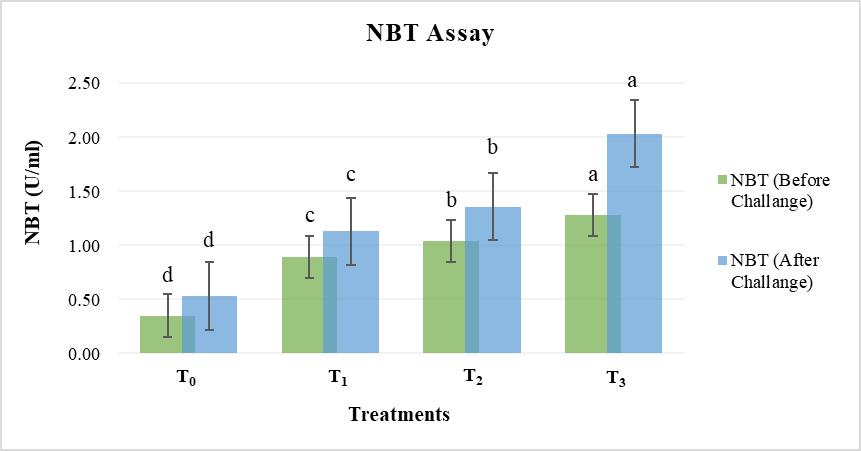 NBT Assay
NBT (U/ml)
2.50
2.00
1.50
1.00
0.50
0.00
d
d
c
c
b
b
a
a
T0
T1
T2
T3
Treatments
NBT (Before
Challange)
NBT (After
Challange)